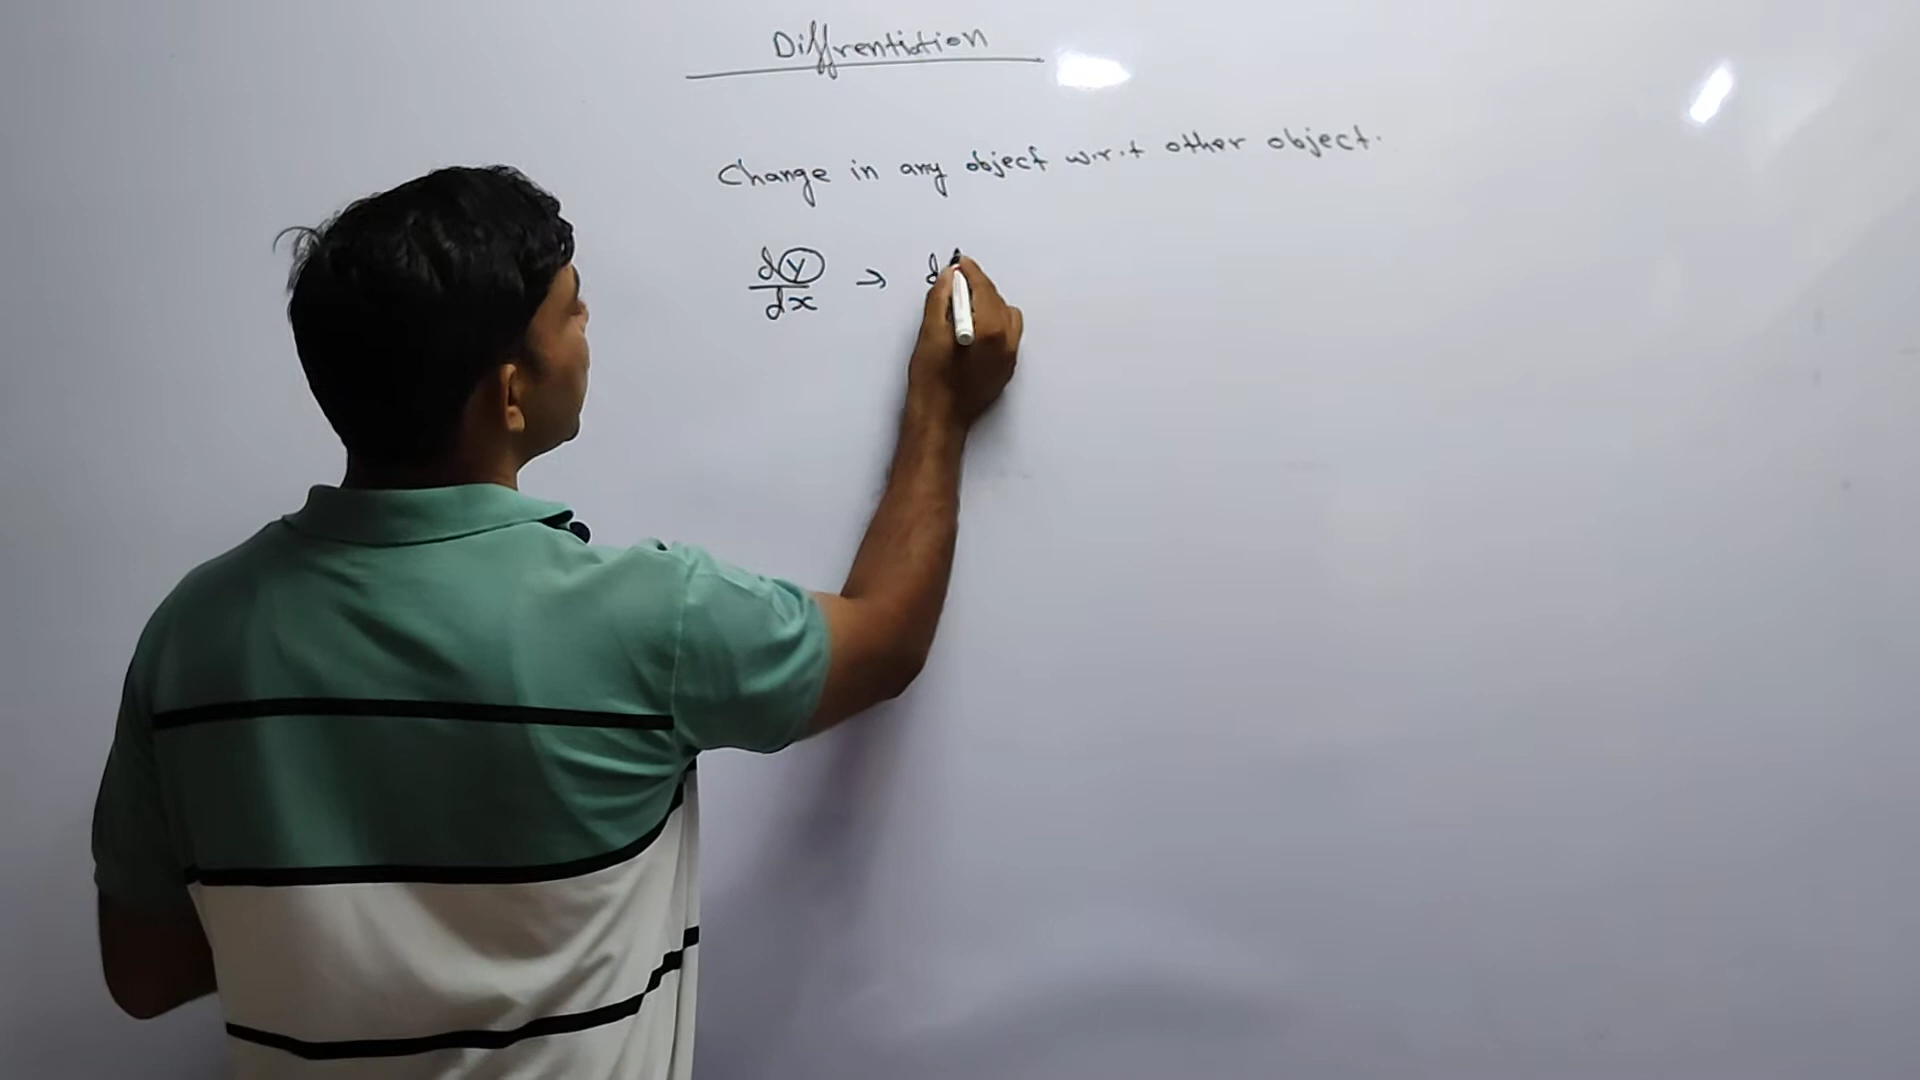 Diffrentiation
Change in any object w.r.t other object.
dy/dx → d